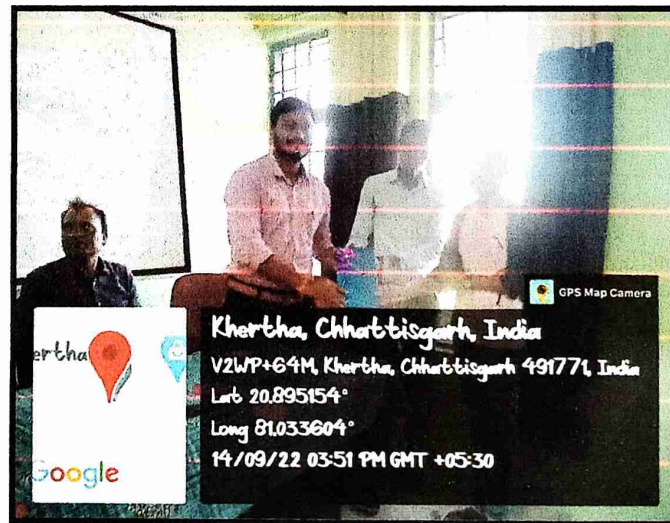 GPS Map Camera
Khertha, Chhattisgarh, India
V2WP+64M, Khertha, Chhattisgarh 491771, India
Lat 20.895154°
Long 81.033604°
14/09/22 03:51 PM GMT +05:30
ertha
Google